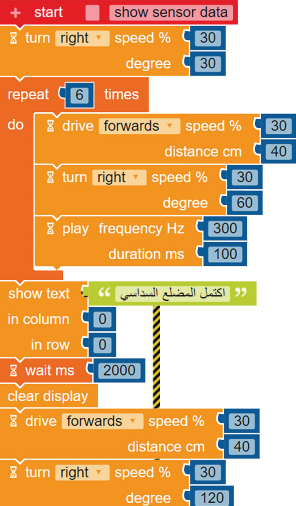 + start show sensor data
turn right speed % 30
degree 30
repeat 6 times
do drive forwards speed % 30
distance cm 40
turn right speed % 30
degree 60
play frequency Hz 300
duration ms 100
show text “ اكتمل المضلع السداسي ”
in column 0
in row 0
wait ms 2000
clear display
drive forwards speed % 30
distance cm 40
turn right speed % 30
degree 120